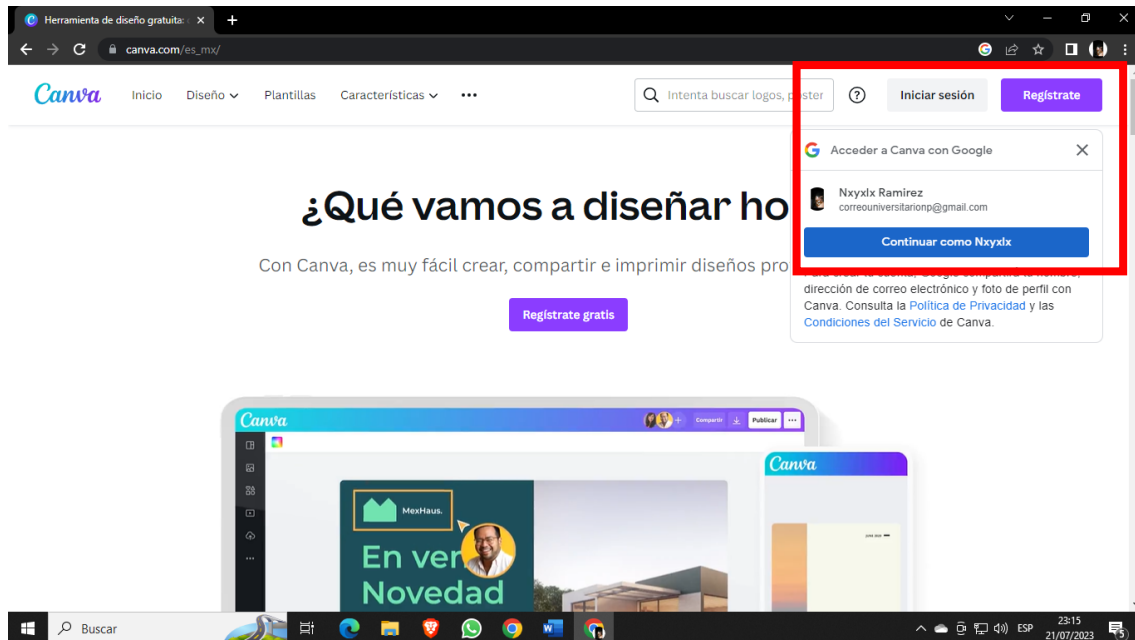 Herramienta de diseño gratuita:
canva.com/es_mx/
Canva Inicio Diseño Plantillas Características ••• Intenta buscar logos, póster Iniciar sesión Regístrate
Acceder a Canva con Google
Nxyxlx Ramirez
correouniversitarionp@gmail.com
Continuar como Nxyxlx
dirección de correo electrónico y foto de perfil con
Canva. Consulta la Política de Privacidad y las
Condiciones del Servicio de Canva.
¿Qué vamos a diseñar ho
Con Canva, es muy fácil crear, compartir e imprimir diseños pro
Regístrate gratis
Canva Compartir Publicar
Canva
MexHaus.
En ver
Novedad
Buscar
ESP
23:15
21/07/2023